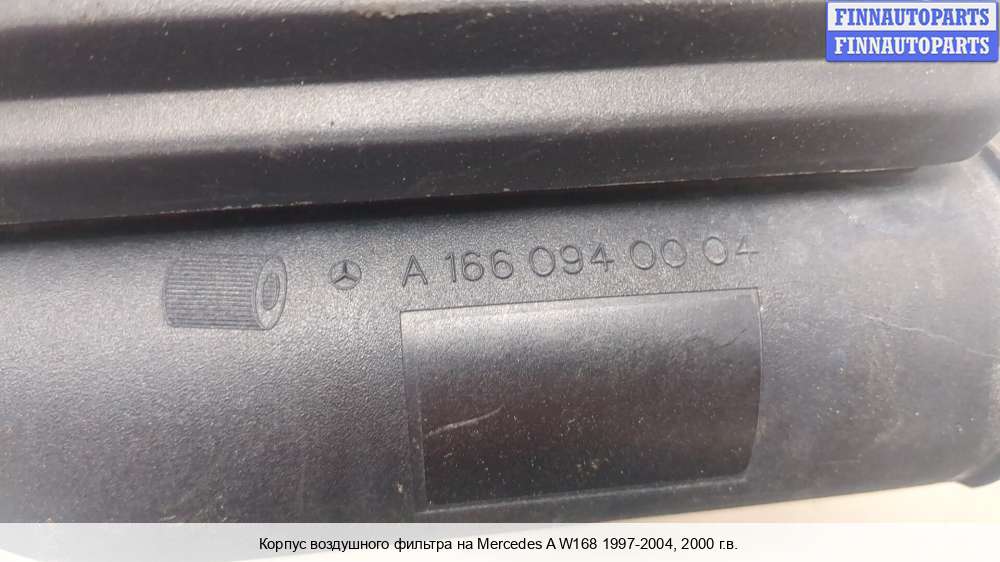 FINNAUTOPARTS
FINNAUTOPARTS
A 166 094 00 04
Корпус воздушного фильтра на Mercedes A W168 1997-2004, 2000 г.в.